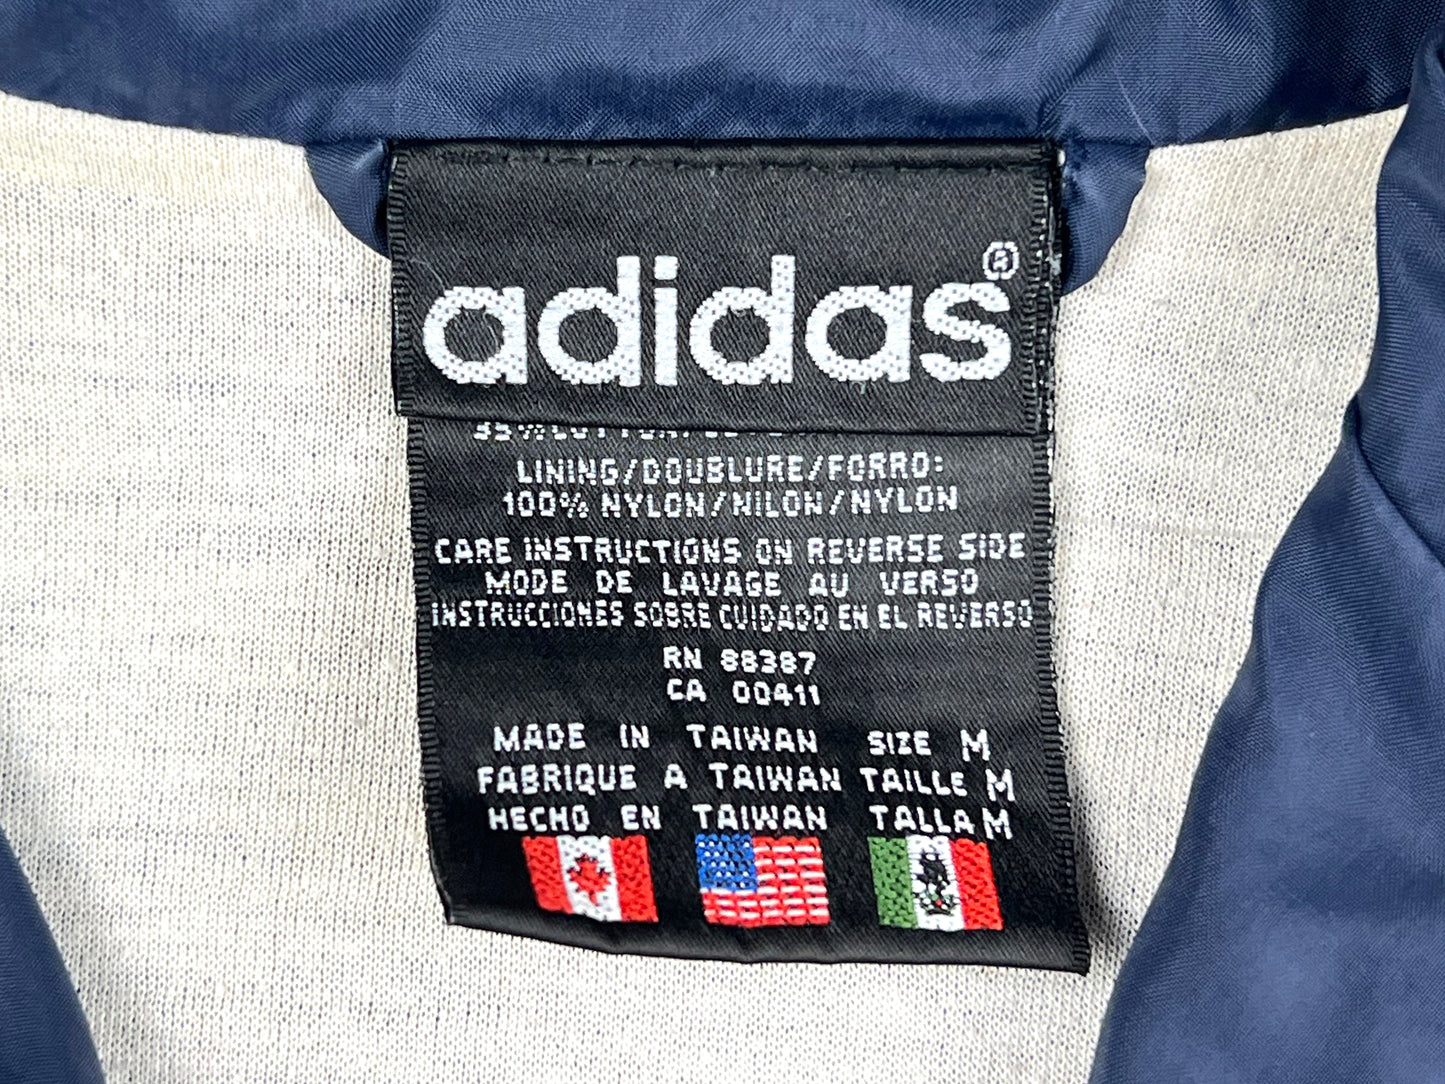 adidas®
LINING/DOUBLURE/FORRO:
100% NYLON/NILON/NYLON
CARE INSTRUCTIONS ON REVERSE SIDE
MODE DE LAVAGE AU VERSO
INSTRUCCIONES SOBRE CUIDADO EN EL REVERSO
RN 88387
CA 00411
MADE IN TAIWAN SIZE M
FABRIQUE A TAIWAN TAILLE M
HECHO EN TAIWAN TALLA M